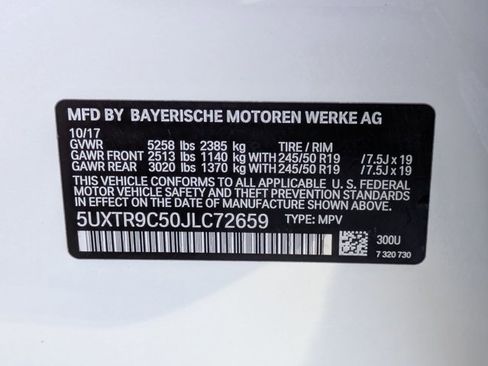 MFD BY BAYERISCHE MOTOREN WERKE AG
10/17
GVWR 5258 lbs 2385 kg TIRE / RIM
GAWR FRONT 2513 lbs 1140 kg WITH 245/50 R19 /7.5J x 19
GAWR REAR 3020 lbs 1370 kg WITH 245/50 R19 /7.5J x 19
THIS VEHICLE CONFORMS TO ALL APPLICABLE U.S. FEDERAL
MOTOR VEHICLE SAFETY AND THEFT PREVENTION STANDARDS
IN EFFECT ON THE DATE OF MANUFACTURE SHOWN ABOVE.
5UXTR9C50JLC72659 TYPE: MPV
300U
7 320 730